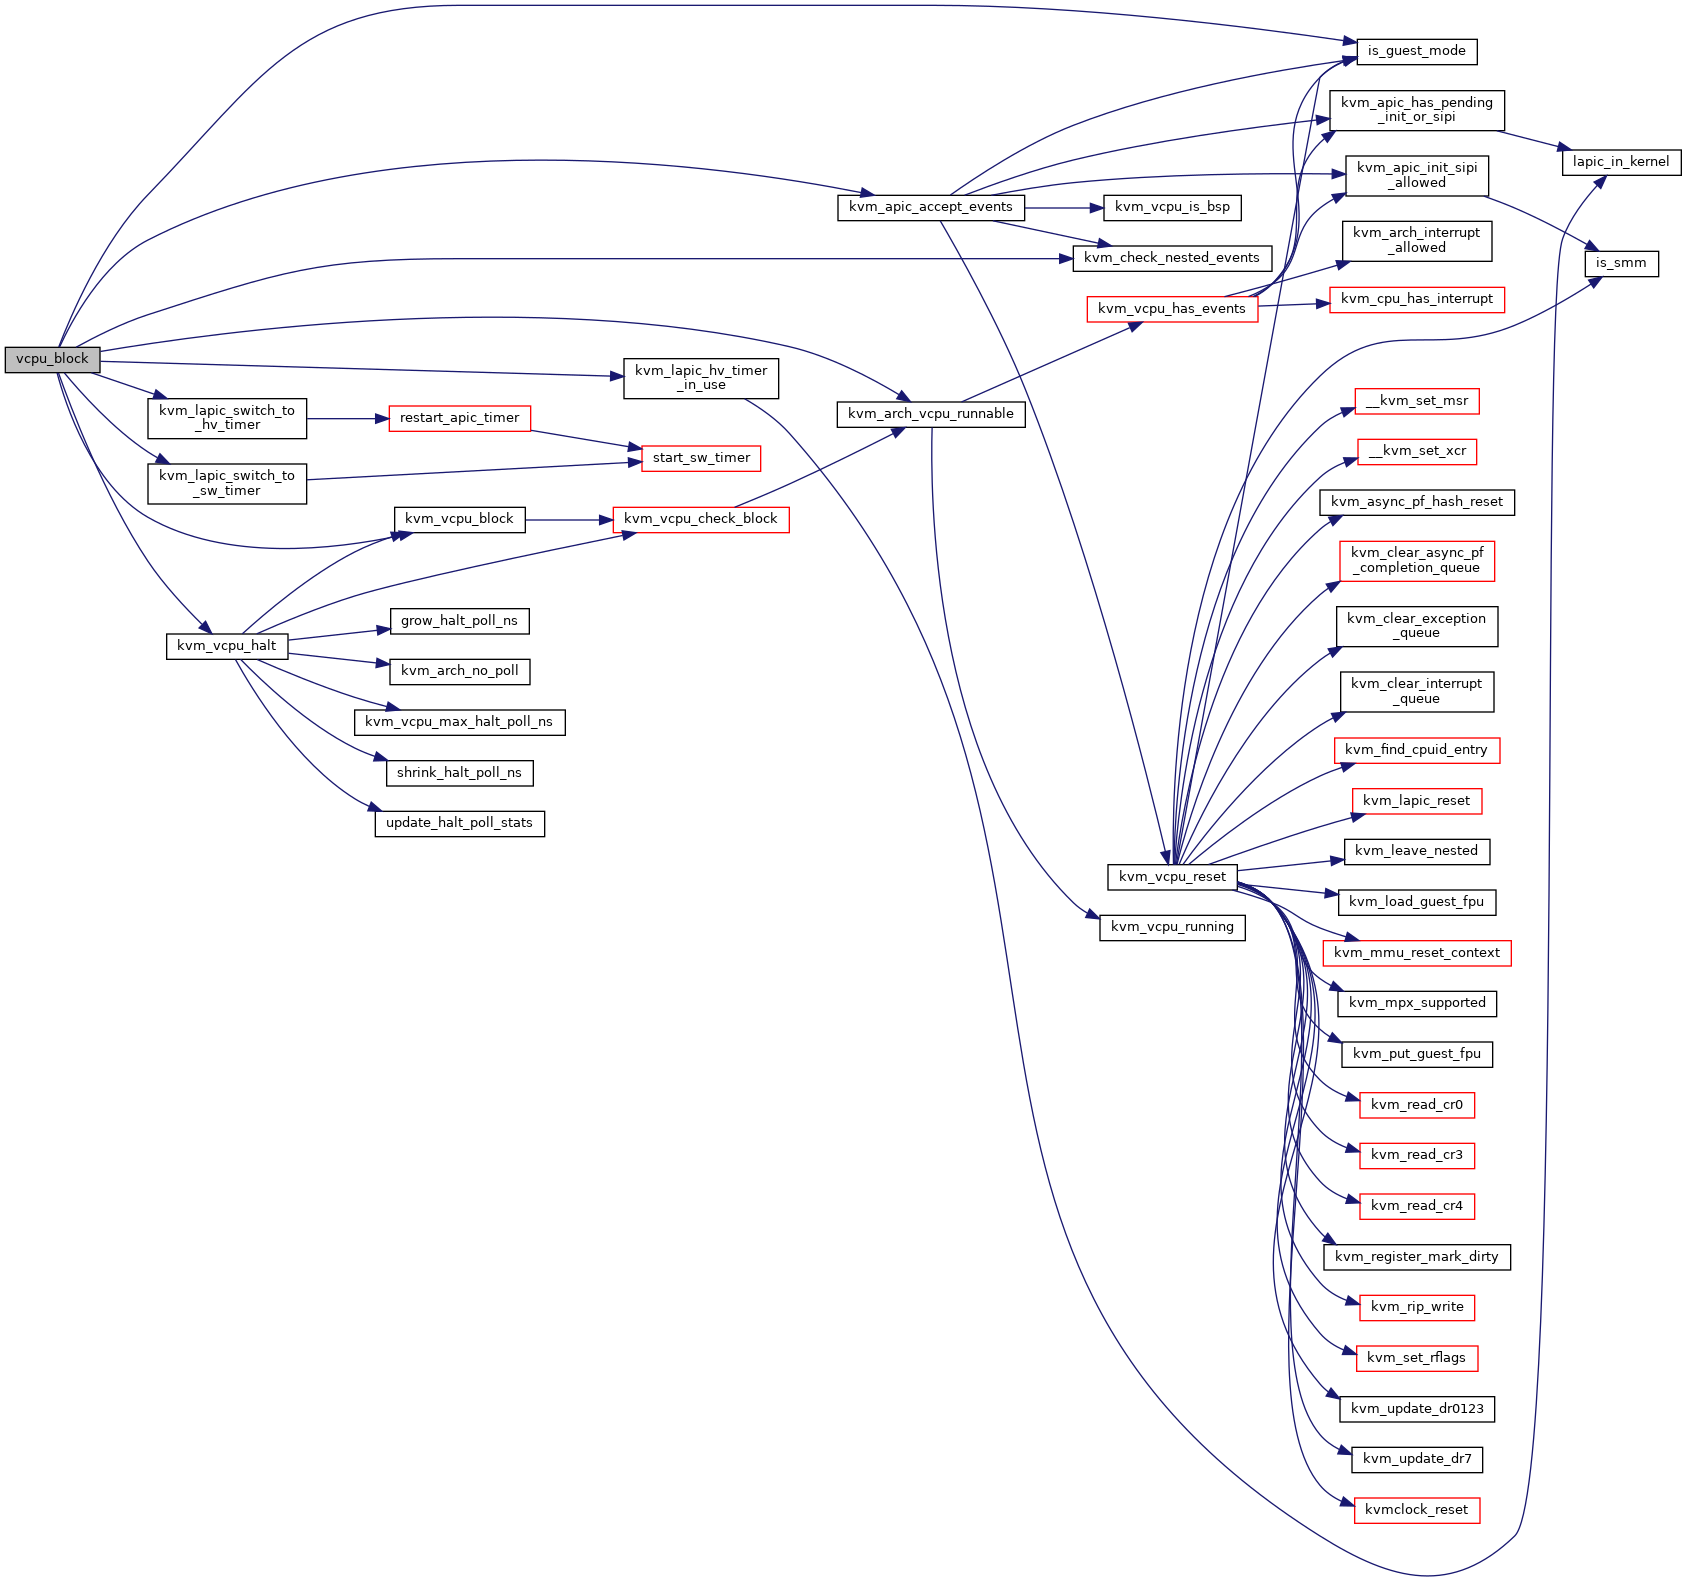 vcpu_block
kvm_lapic_switch_to
_hv_timer
kvm_lapic_switch_to
_sw_timer
kvm_vcpu_halt
restart_apic_timer
kvm_vcpu_block
grow_halt_poll_ns
kvm_arch_no_poll
kvm_vcpu_max_halt_poll_ns
shrink_halt_poll_ns
update_halt_poll_stats
kvm_lapic_hv_timer
_in_use
start_sw_timer
kvm_vcpu_check_block
kvm_apic_accept_events
kvm_arch_vcpu_runnable
kvm_vcpu_is_bsp
kvm_check_nested_events
kvm_vcpu_has_events
kvm_vcpu_reset
kvm_vcpu_running
is_guest_mode
kvm_apic_has_pending
_init_or_sipi
kvm_apic_init_sipi
_allowed
kvm_arch_interrupt
_allowed
kvm_cpu_has_interrupt
__kvm_set_msr
__kvm_set_xcr
kvm_async_pf_hash_reset
kvm_clear_async_pf
_completion_queue
kvm_clear_exception
_queue
kvm_clear_interrupt
_queue
kvm_find_cpuid_entry
kvm_lapic_reset
kvm_leave_nested
kvm_load_guest_fpu
kvm_mmu_reset_context
kvm_mpx_supported
kvm_put_guest_fpu
kvm_read_cr0
kvm_read_cr3
kvm_read_cr4
kvm_register_mark_dirty
kvm_rip_write
kvm_set_rflags
kvm_update_dr0123
kvm_update_dr7
kvmclock_reset
lapic_in_kernel
is_smm